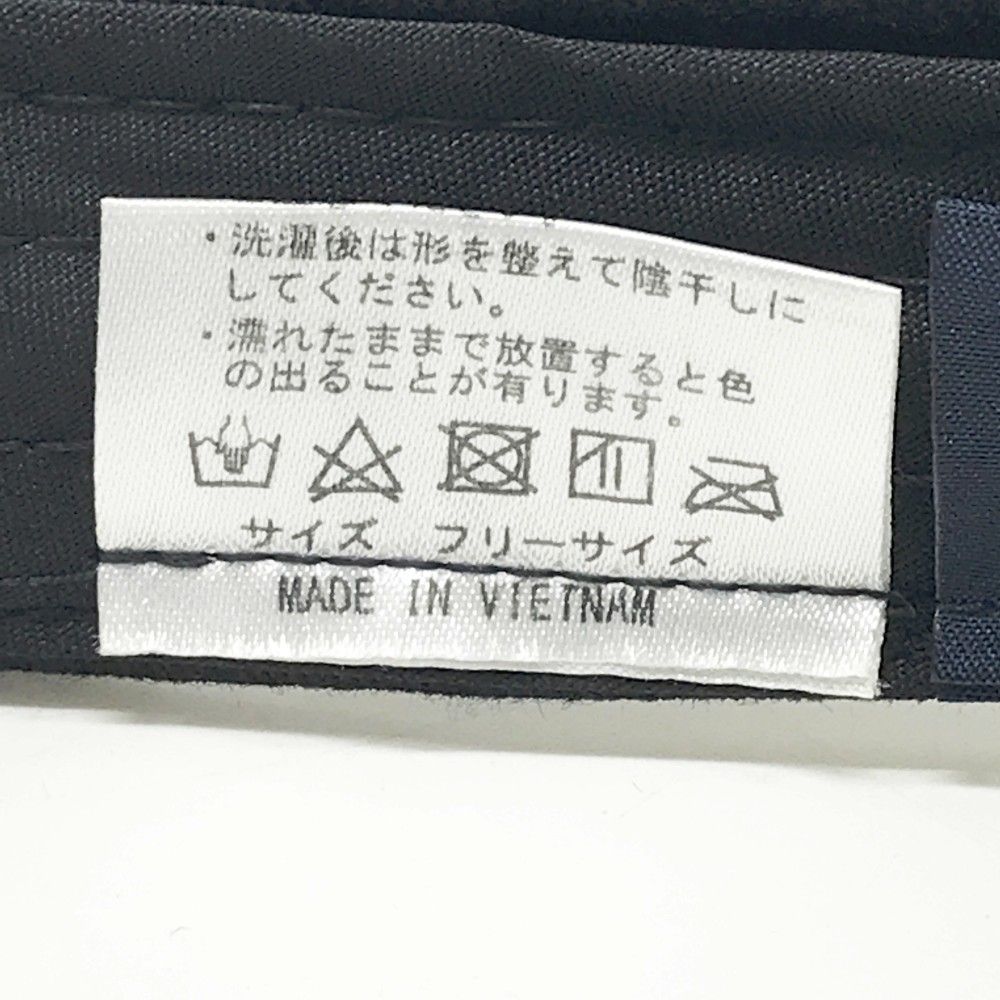 ・洗濯後は形を整えて陰干しに
してください。
・濡れたままで放置すると色
の出ることが有ります。
サイズ フリーサイズ
MADE IN VIETNAM